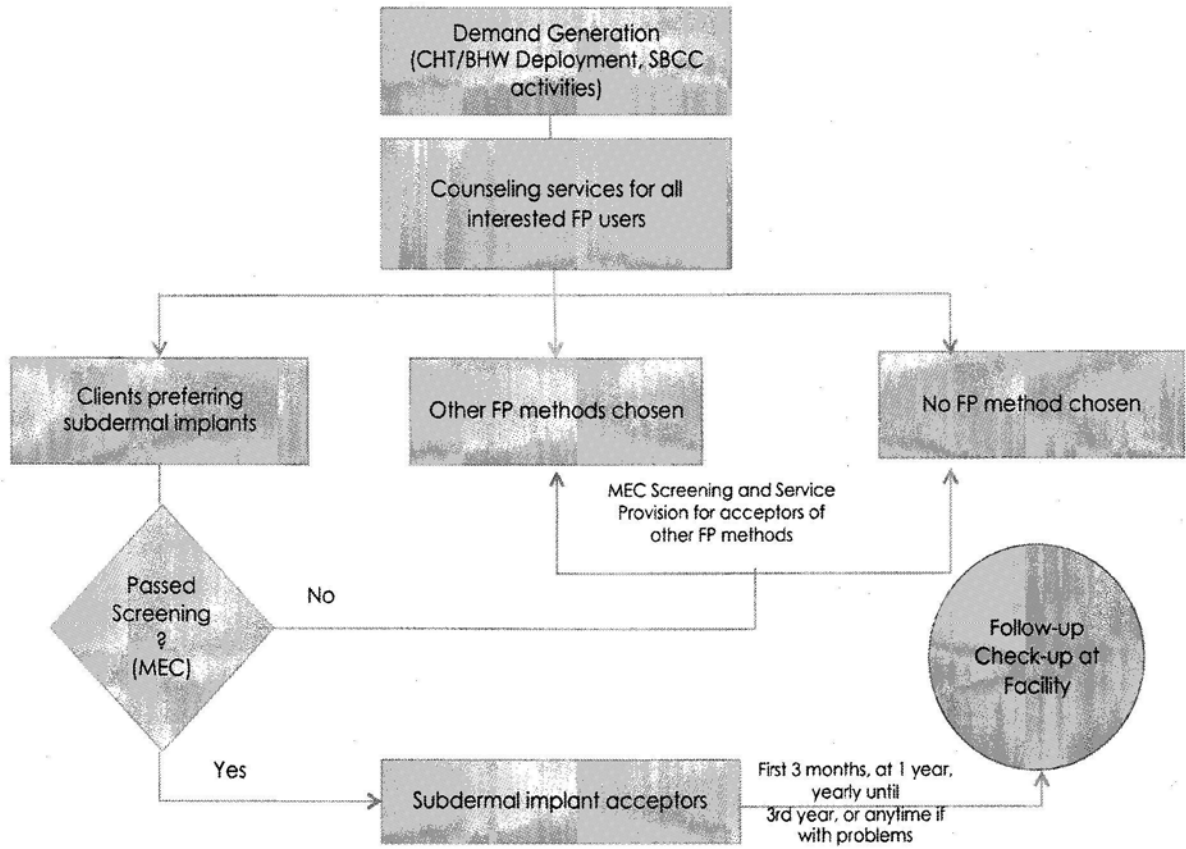 Demand Generation
(CHT/BHW Deployment, SBCC
activities)
Counseling services for all
interested FP users
Clients preferring
subdermal implants
Other FP methods chosen
No FP method chosen
MEC Screening and Service
Provision for acceptors of
other FP methods
Passed
Screening
?
(MEC)
No
Follow-up
Check-up at
Facility
Yes
Subdermal implant acceptors
First 3 months, at 1 year,
yearly until
3rd year, or anytime if
with problems